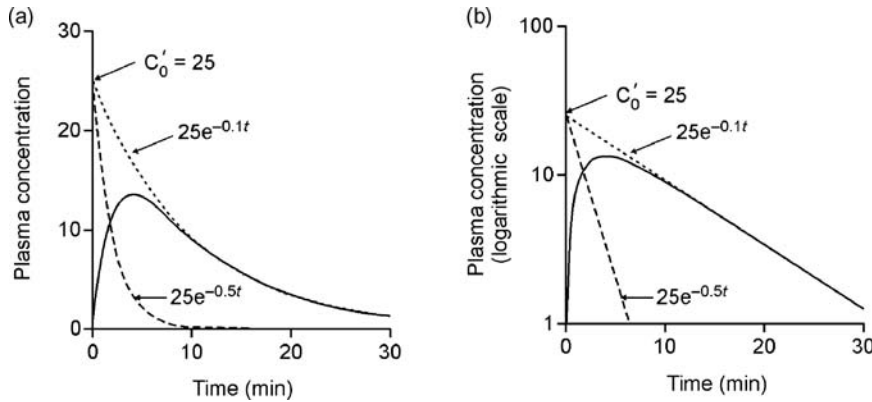 (a)
Plasma concentration
30
20
10
0
C₀′ = 25
25e⁻⁰·¹ᵗ
25e⁻⁰·⁵ᵗ
0
10
20
30
Time (min)
(b)
Plasma concentration
(logarithmic scale)
100
10
1
C₀′ = 25
25e⁻⁰·¹ᵗ
25e⁻⁰·⁵ᵗ
0
10
20
30
Time (min)